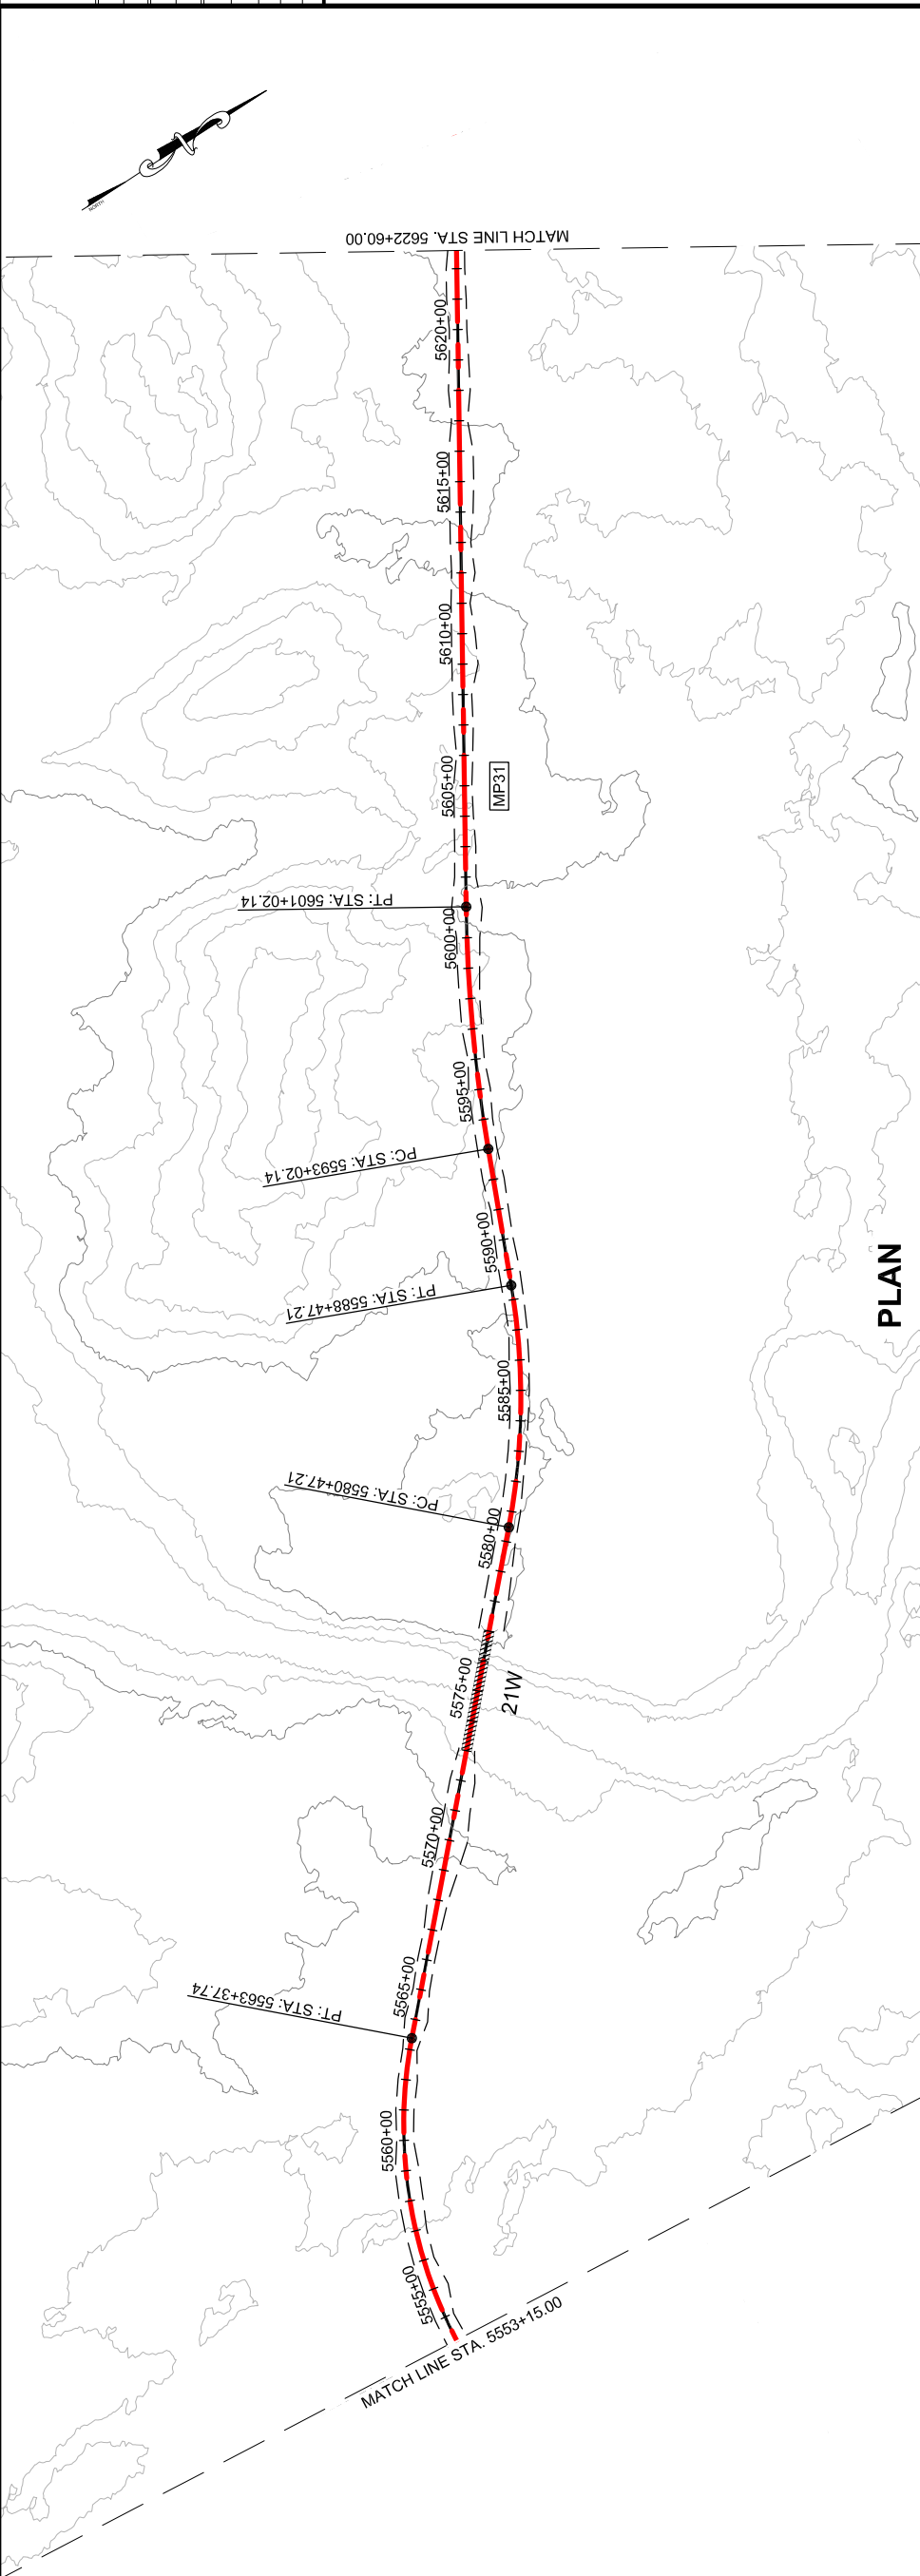 NORTH
MATCH LINE STA. 5622+60.00
5620+00
5615+00
5610+00
5605+00
MP31
PT: STA: 5601+02.14
5600+00
5595+00
PC: STA: 5593+02.14
5590+00
PT: STA: 5588+47.21
PLAN
5585+00
PC: STA: 5580+47.21
5580+00
5575+00
21W
5570+00
5565+00
PT: STA: 5563+37.74
5560+00
5555+00
MATCH LINE STA. 5553+15.00